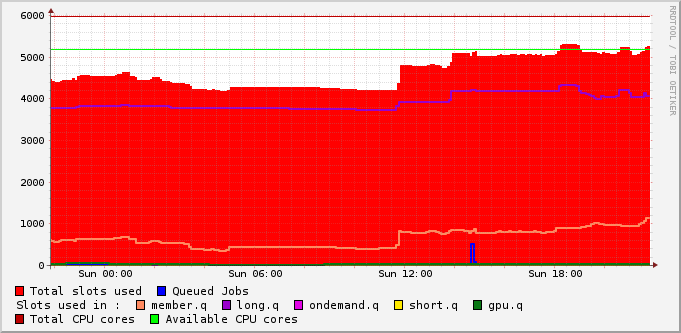 6000
5000
4000
3000
2000
1000
0
Sun 00:00 Sun 06:00 Sun 12:00 Sun 18:00
RRDTOOL / TOBI OETIKER
Total slots used Queued Jobs
Slots used in : member.q long.q ondemand.q short.q gpu.q
Total CPU cores Available CPU cores